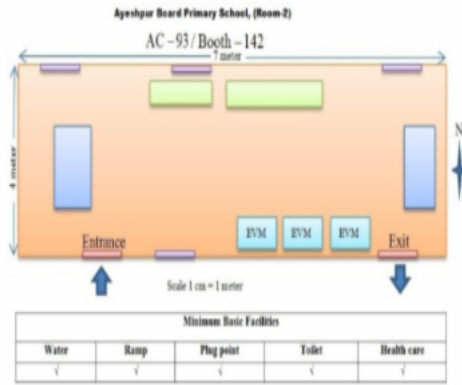 Ayeshpur Board Primary School, (Room-2)
AC – 93 / Booth – 142
7 meter
4 meter
N
EVM EVM EVM
Entrance Exit
Scale 1 cm = 1 meter
Minimum Basic Facilities
Water Ramp Plug point Toilet Health care
√ √ √ √ √